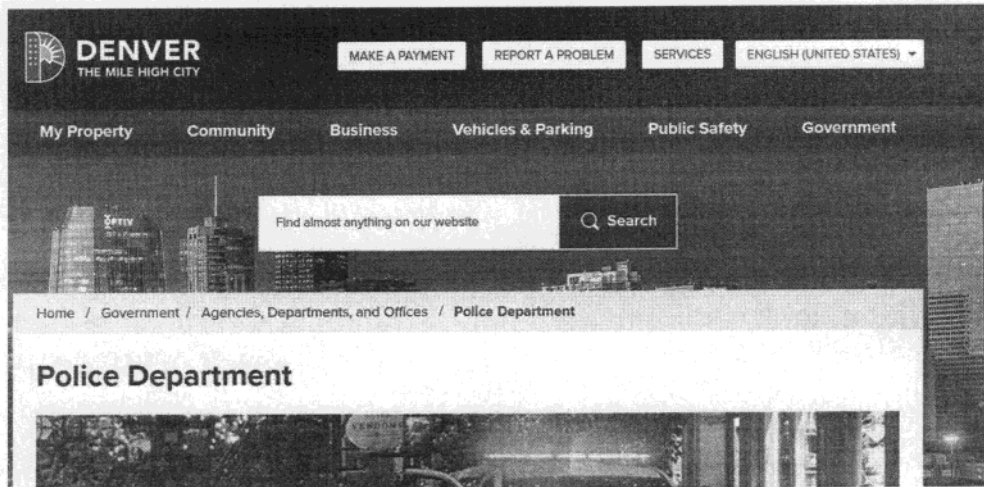 DENVER
THE MILE HIGH CITY
MAKE A PAYMENT REPORT A PROBLEM SERVICES ENGLISH (UNITED STATES)
My Property Community Business Vehicles & Parking Public Safety Government
OPTIV
Find almost anything on our website Search
Home / Government / Agencies, Departments, and Offices / Police Department
Police Department
VENDOME